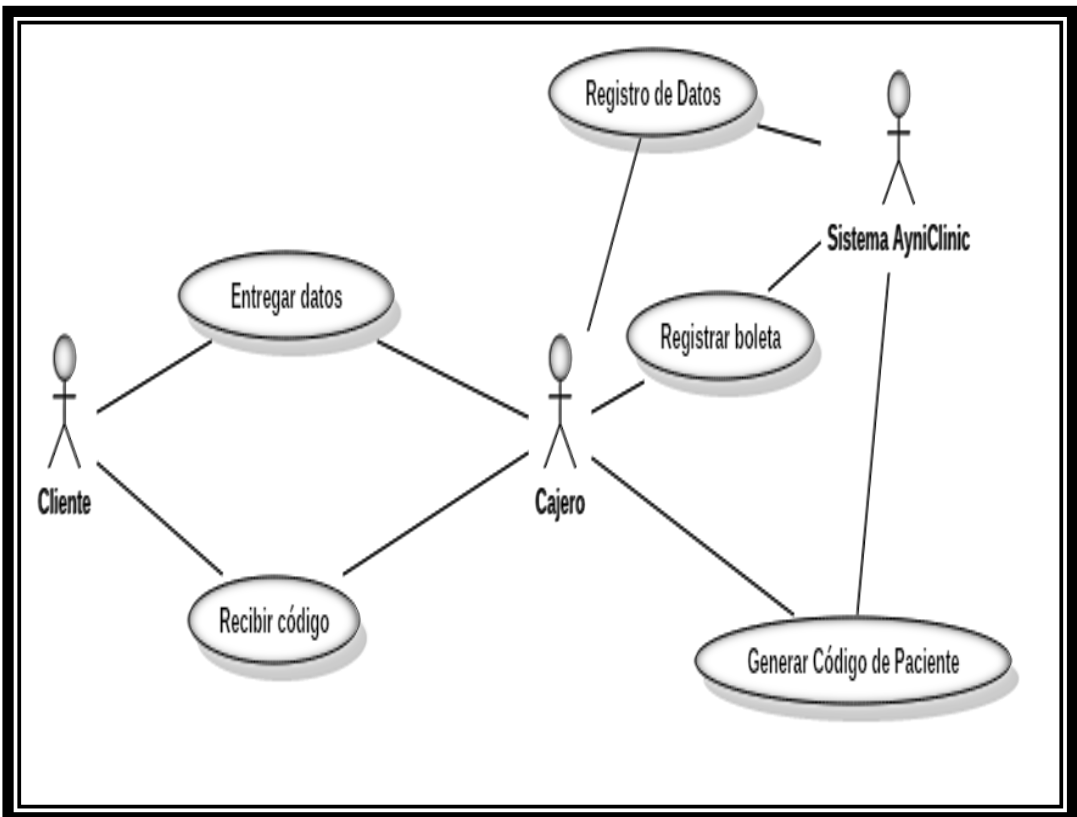 Registro de Datos
Sistema AyniClinic
Entregar datos
Registrar boleta
Cliente
Cajero
Recibir código
Generar Código de Paciente